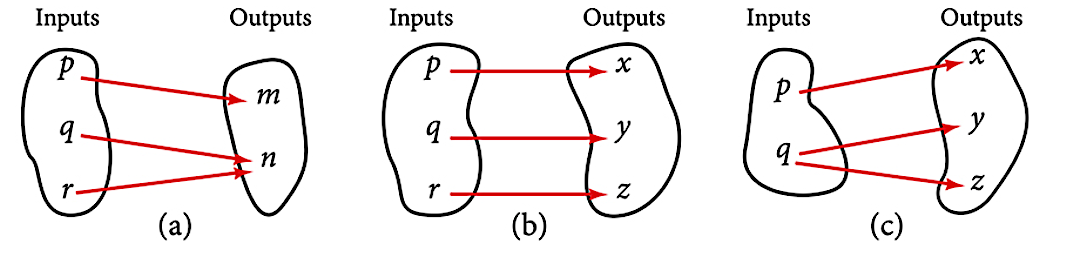 Inputs Outputs Inputs Outputs Inputs Outputs
p m p x p x
q n q y q y
r r z z
(a) (b) (c)